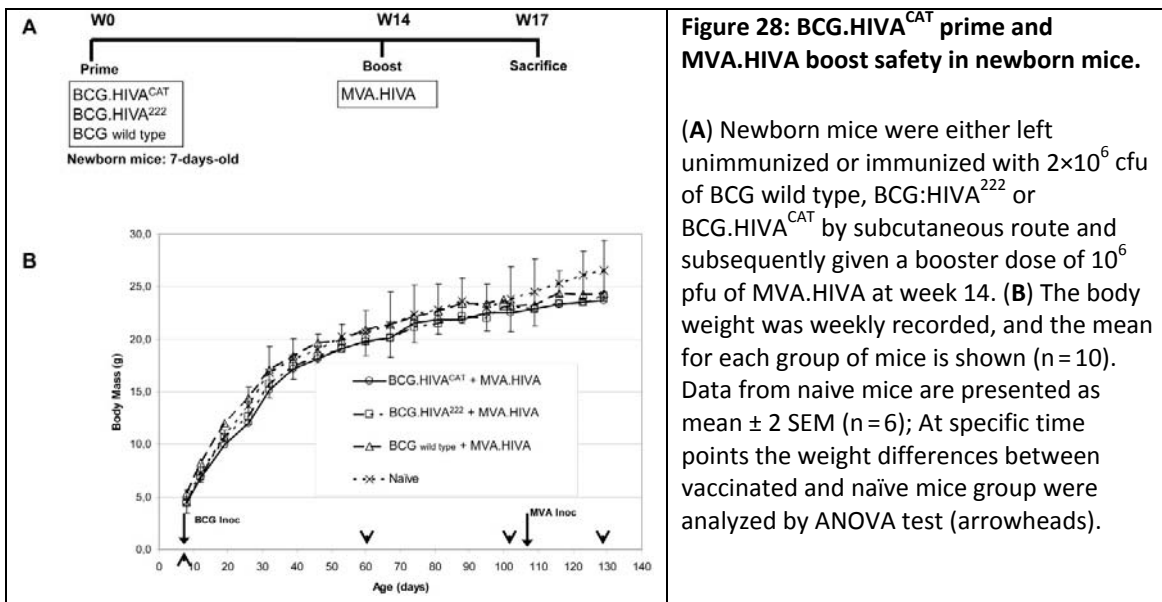 A
W0 W14 W17
Prime Boost Sacrifice
BCG.HIVA^CAT
BCG.HIVA^222
BCG wild type
MVA.HIVA
Newborn mice: 7-days-old
B
Body Mass (g)
30,0
25,0
20,0
15,0
10,0
5,0
0,0
BCG.HIVA^CAT + MVA.HIVA
BCG.HIVA^222 + MVA.HIVA
BCG wild type + MVA.HIVA
Naïve
BCG Inoc
MVA Inoc
0 10 20 30 40 50 60 70 80 90 100 110 120 130 140
Age (days)
Figure 28: BCG.HIVA^CAT prime and
MVA.HIVA boost safety in newborn mice.
(A) Newborn mice were either left
unimmunized or immunized with 2×10^6 cfu
of BCG wild type, BCG:HIVA^222 or
BCG.HIVA^CAT by subcutaneous route and
subsequently given a booster dose of 10^6
pfu of MVA.HIVA at week 14. (B) The body
weight was weekly recorded, and the mean
for each group of mice is shown (n = 10).
Data from naive mice are presented as
mean ± 2 SEM (n = 6); At specific time
points the weight differences between
vaccinated and naïve mice group were
analyzed by ANOVA test (arrowheads).